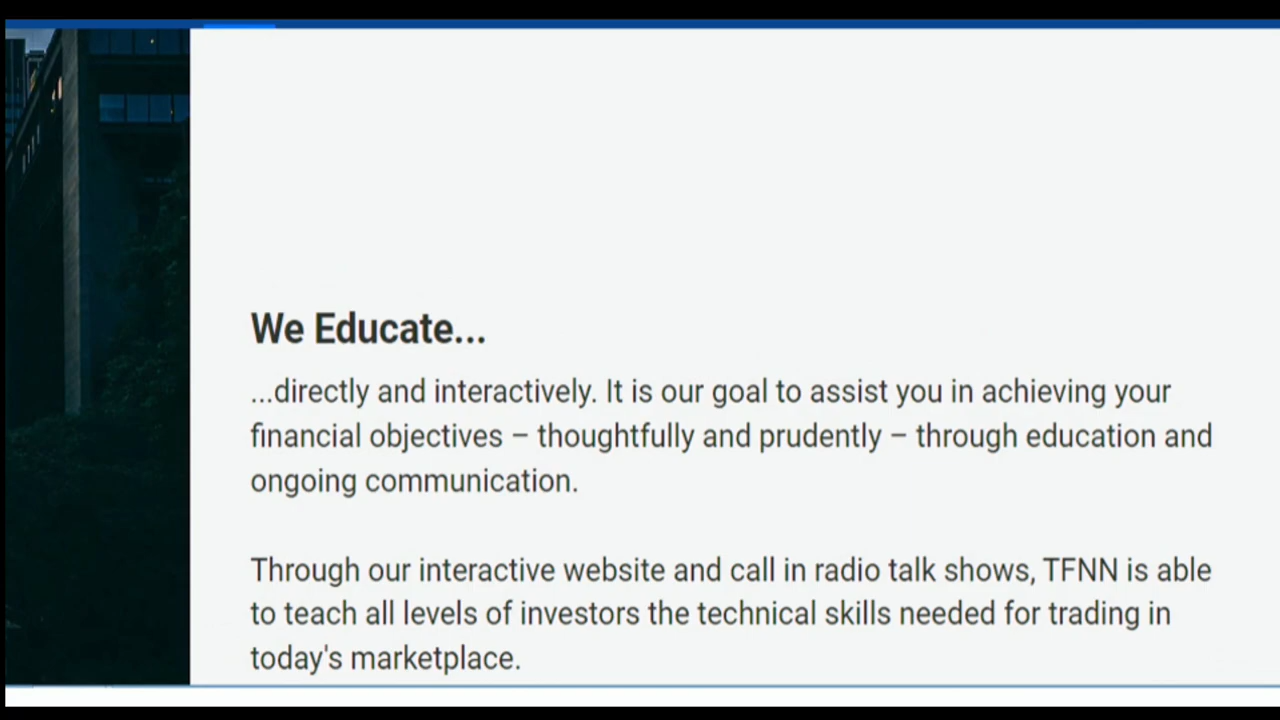 We Educate...
...directly and interactively. It is our goal to assist you in achieving your
financial objectives – thoughtfully and prudently – through education and
ongoing communication.
Through our interactive website and call in radio talk shows, TFNN is able
to teach all levels of investors the technical skills needed for trading in
today's marketplace.